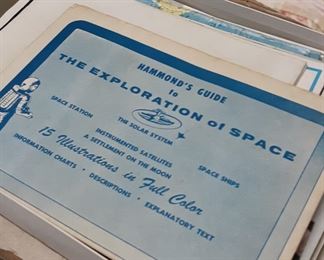 HAMMOND'S GUIDE
to
THE EXPLORATION of SPACE
SPACE STATION
THE SOLAR SYSTEM
SPACE SHIPS
INSTRUMENTED SATELLITES
A SETTLEMENT ON THE MOON
15 Illustrations in Full Color
INFORMATION CHARTS • DESCRIPTIONS • EXPLANATORY TEXT